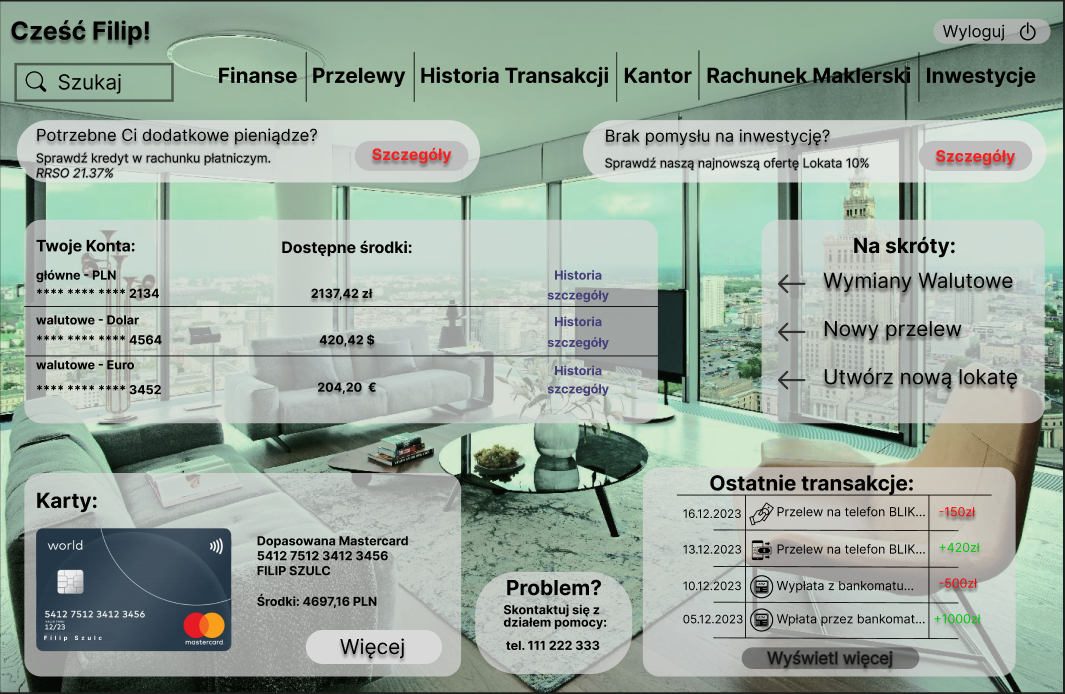 Cześć Filip!
Wyloguj
Szukaj
Finanse
Przelewy
Historia Transakcji
Kantor
Rachunek Maklerski
Inwestycje
Potrzebne Ci dodatkowe pieniądze?
Sprawdź kredyt w rachunku płatniczym.
RRSO 21.37%
Szczegóły
Brak pomysłu na inwestycję?
Sprawdź naszą najnowszą ofertę Lokata 10%
Szczegóły
Twoje Konta:
Dostępne środki:
główne - PLN
**** **** **** 2134
2137,42 zł
Historia
szczegóły
walutowe - Dolar
**** **** **** 4564
420,42 $
Historia
szczegóły
walutowe - Euro
**** **** **** 3452
204,20 €
Historia
szczegóły
Na skróty:
Wymiany Walutowe
Nowy przelew
Utwórz nową lokatę
Karty:
world
5412 7512 3412 3456
12/23
Filip Szulc
mastercard
Dopasowana Mastercard
5412 7512 3412 3456
FILIP SZULC
Środki: 4697,16 PLN
Więcej
Problem?
Skontaktuj się z
działem pomocy:
tel. 111 222 333
Ostatnie transakcje:
16.12.2023 Przelew na telefon BLIK... -150zł
13.12.2023 Przelew na telefon BLIK... +420zł
10.12.2023 Wypłata z bankomatu... -500zł
05.12.2023 Wpłata przez bankomat... +1000zł
Wyświetl więcej